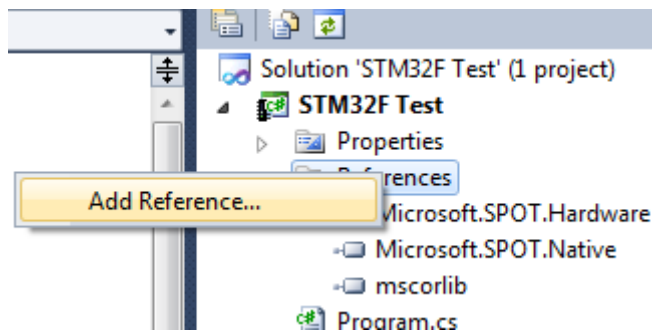 Solution 'STM32F Test' (1 project)
STM32F Test
Properties
References
Add Reference...
Microsoft.SPOT.Hardware
Microsoft.SPOT.Native
mscorlib
Program.cs